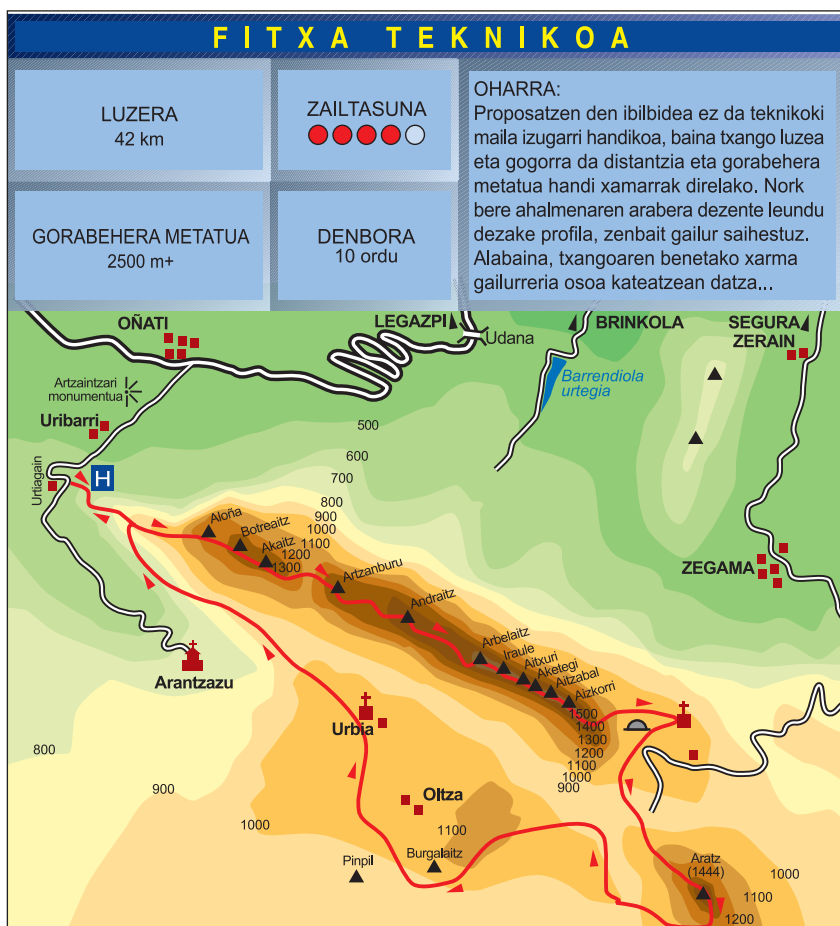 FITXA TEKNIKOA
LUZERA
42 km
ZAILTASUNA
GORABEHERA METATUA
2500 m+
DENBORA
10 ordu
OHARRA:
Proposatzen den ibilbidea ez da teknikoki
maila izugarri handikoa, baina txango luzea
eta gogorra da distantzia eta gorabehera
metatua handi xamarrak direlako. Nork
bere ahalmenaren arabera dezente leundu
dezake profila, zenbait gailur saihestuz.
Alabaina, txangoaren benetako xarma
gailurreria osoa kateatzean datza...
OÑATI
LEGAZPI
Udana
BRINKOLA
SEGURA
ZERAIN
Artzaintzari
monumentua
Barrendiola
urtegia
Uribarri
Urtiagain
H
500
600
700
800
900
1000
1100
1200
1300
Aloña
Botreaitz
Akaitz
Artzanburu
Andraitz
Arbelaitz
Iraule
Aitxuri
Aketegi
Aitzabal
Aizkorri
ZEGAMA
Arantzazu
Urbia
1500
1400
1300
1200
1100
1000
900
800
900
1000
Oltza
1100
Burgalaitz
Pinpil
Aratz
(1444)
1000
1100
1200